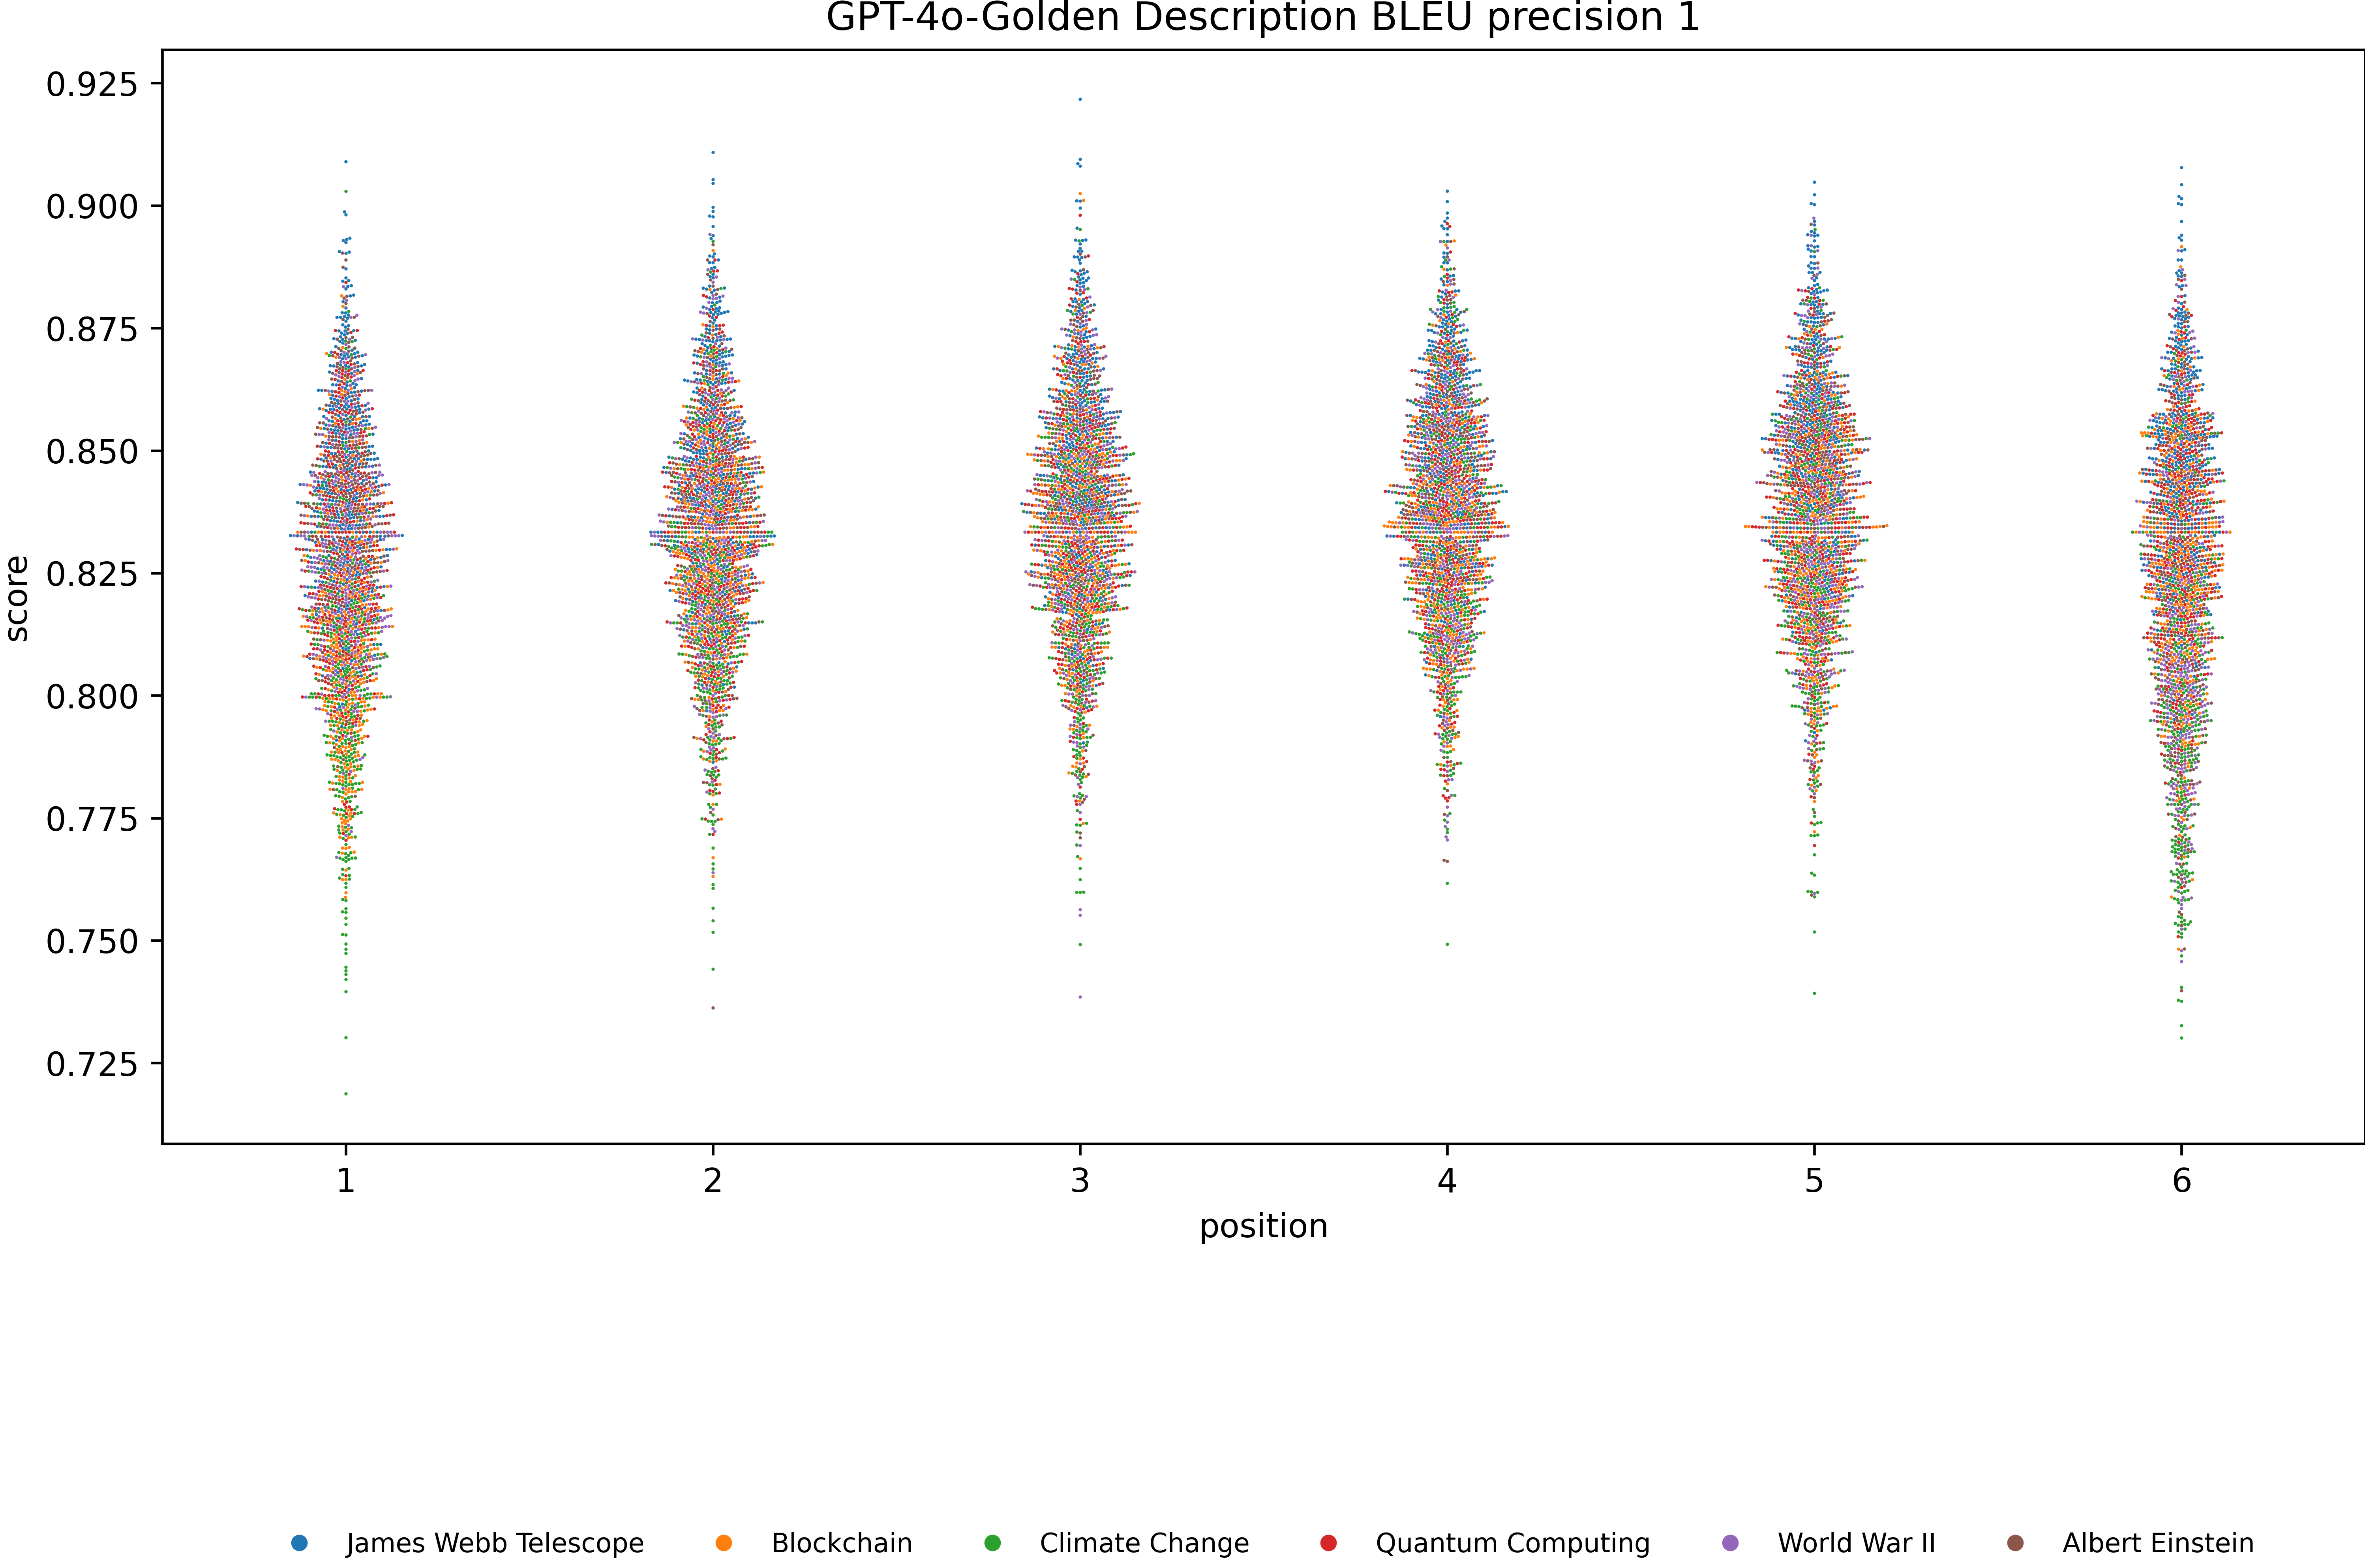 GPT-4o-Golden Description BLEU precision 1
0.925
0.900
0.875
0.850
0.825
0.800
0.775
0.750
0.725
score
1 2 3 4 5 6
position
James Webb Telescope Blockchain Climate Change Quantum Computing World War II Albert Einstein